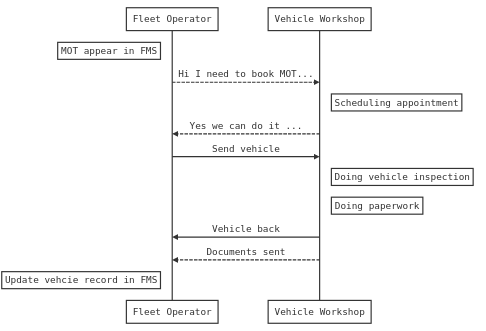 Fleet Operator
Vehicle Workshop
MOT appear in FMS
Hi I need to book MOT...
Scheduling appointment
Yes we can do it ...
Send vehicle
Doing vehicle inspection
Doing paperwork
Vehicle back
Documents sent
Update vehcie record in FMS
Fleet Operator
Vehicle Workshop